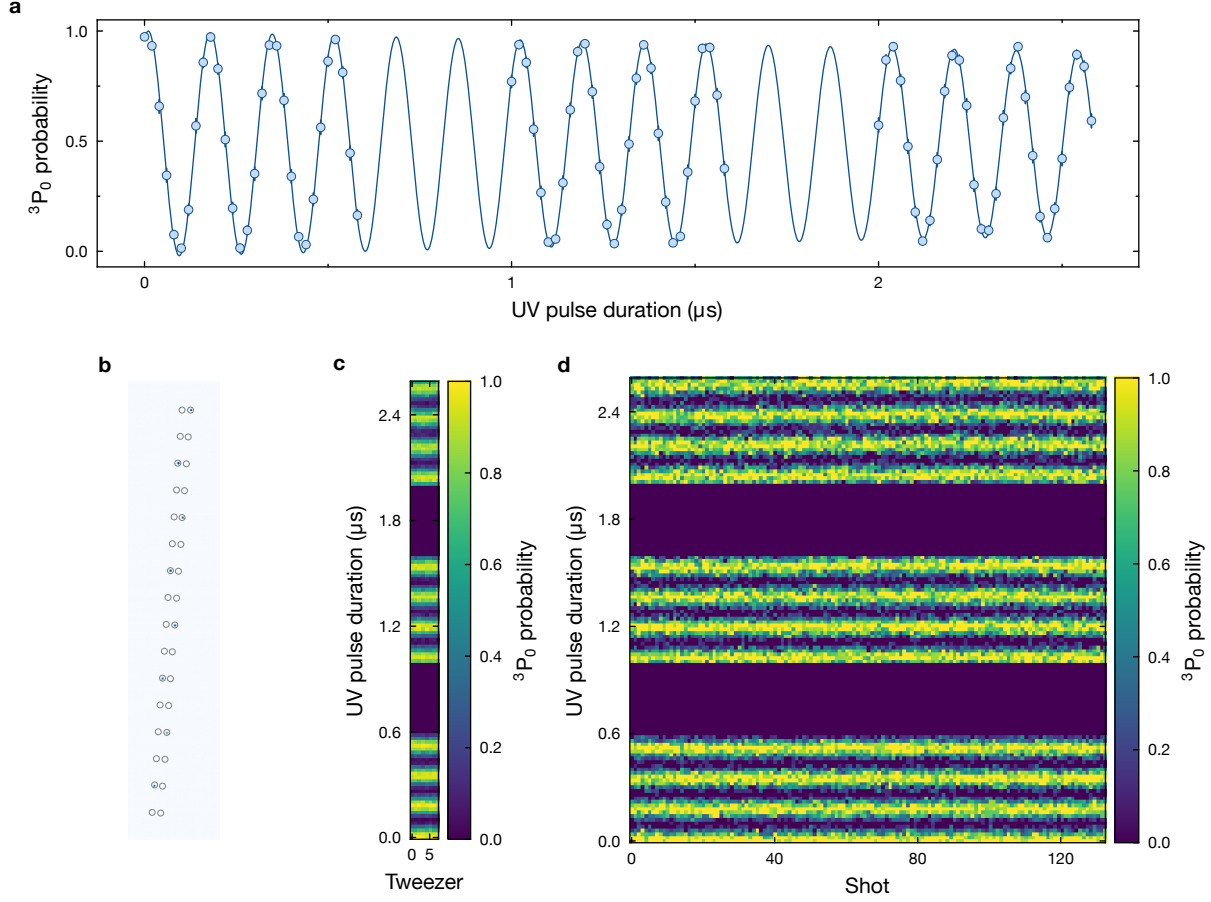 a
1.0
0.5
0.0
³P₀ probability
0
1
2
UV pulse duration (µs)
b
c
2.4
1.8
1.2
0.6
0.0
UV pulse duration (µs)
0 5
Tweezer
1.0
0.8
0.6
0.4
0.2
0.0
³P₀ probability
d
2.4
1.8
1.2
0.6
0.0
UV pulse duration (µs)
0
40
80
120
Shot
1.0
0.8
0.6
0.4
0.2
0.0
³P₀ probability